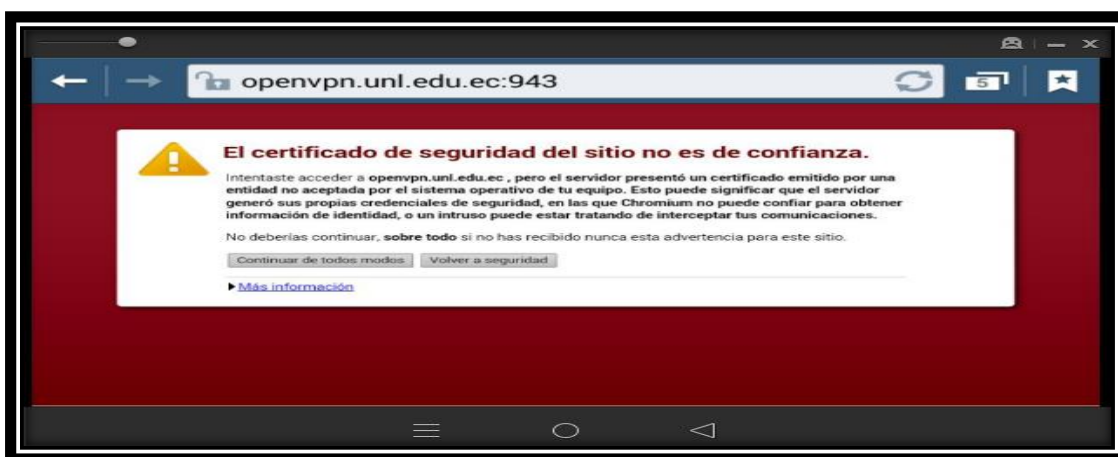 openvpn.unl.edu.ec:943
5
El certificado de seguridad del sitio no es de confianza.
Intentaste acceder a openvpn.unl.edu.ec , pero el servidor presentó un certificado emitido por una
entidad no aceptada por el sistema operativo de tu equipo. Esto puede significar que el servidor
generó sus propias credenciales de seguridad, en las que Chromium no puede confiar para obtener
información de identidad, o un intruso puede estar tratando de interceptar tus comunicaciones.
No deberías continuar, sobre todo si no has recibido nunca esta advertencia para este sitio.
Continuar de todos modos Volver a seguridad
Más información